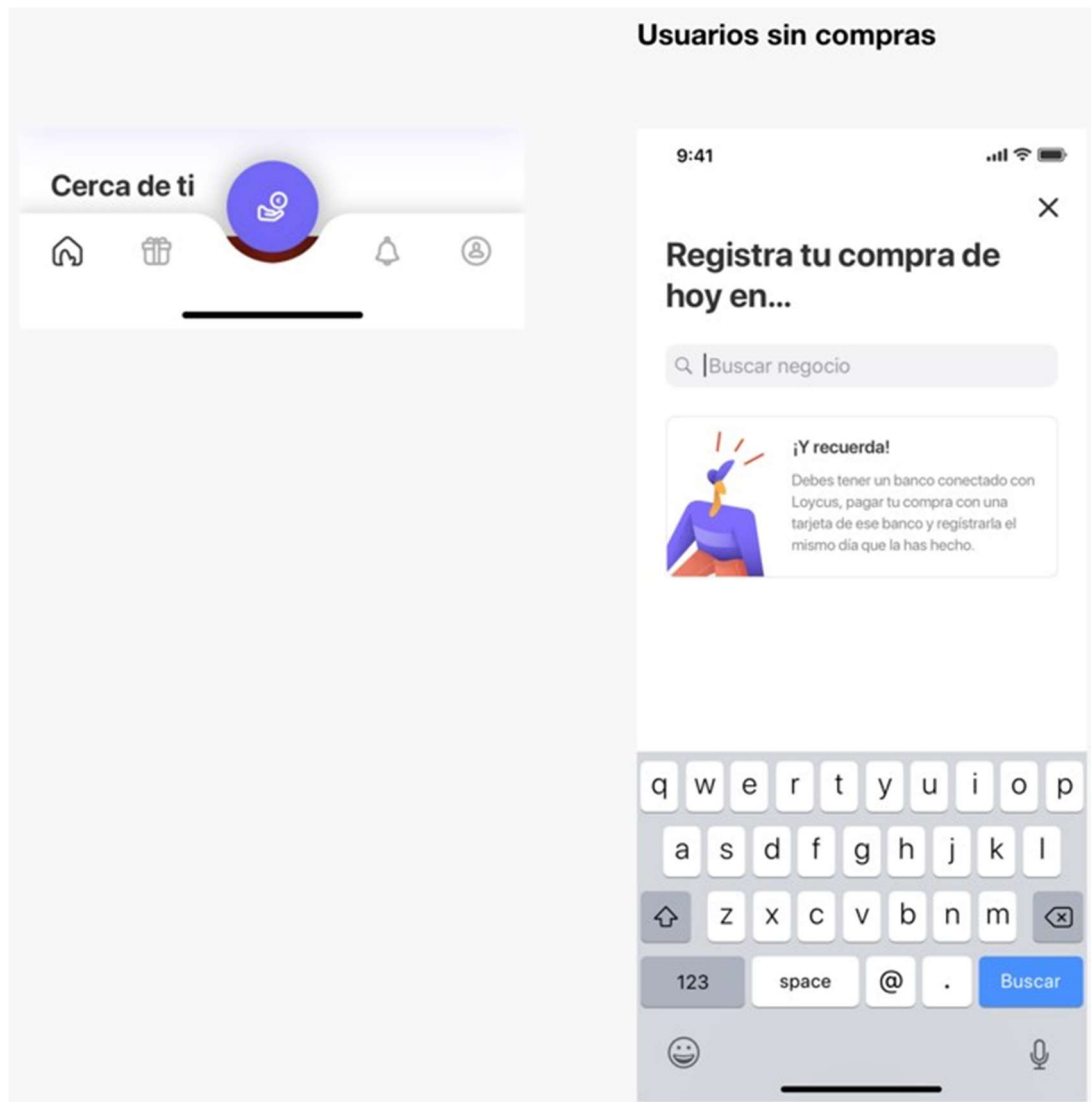 Usuarios sin compras
Cerca de ti
9:41
Registra tu compra de
hoy en...
Buscar negocio
¡Y recuerda!
Debes tener un banco conectado con
Loycus, pagar tu compra con una
tarjeta de ese banco y regístrarla el
mismo día que la has hecho.
q w e r t y u i o p
a s d f g h j k l
z x c v b n m
123 space @ . Buscar